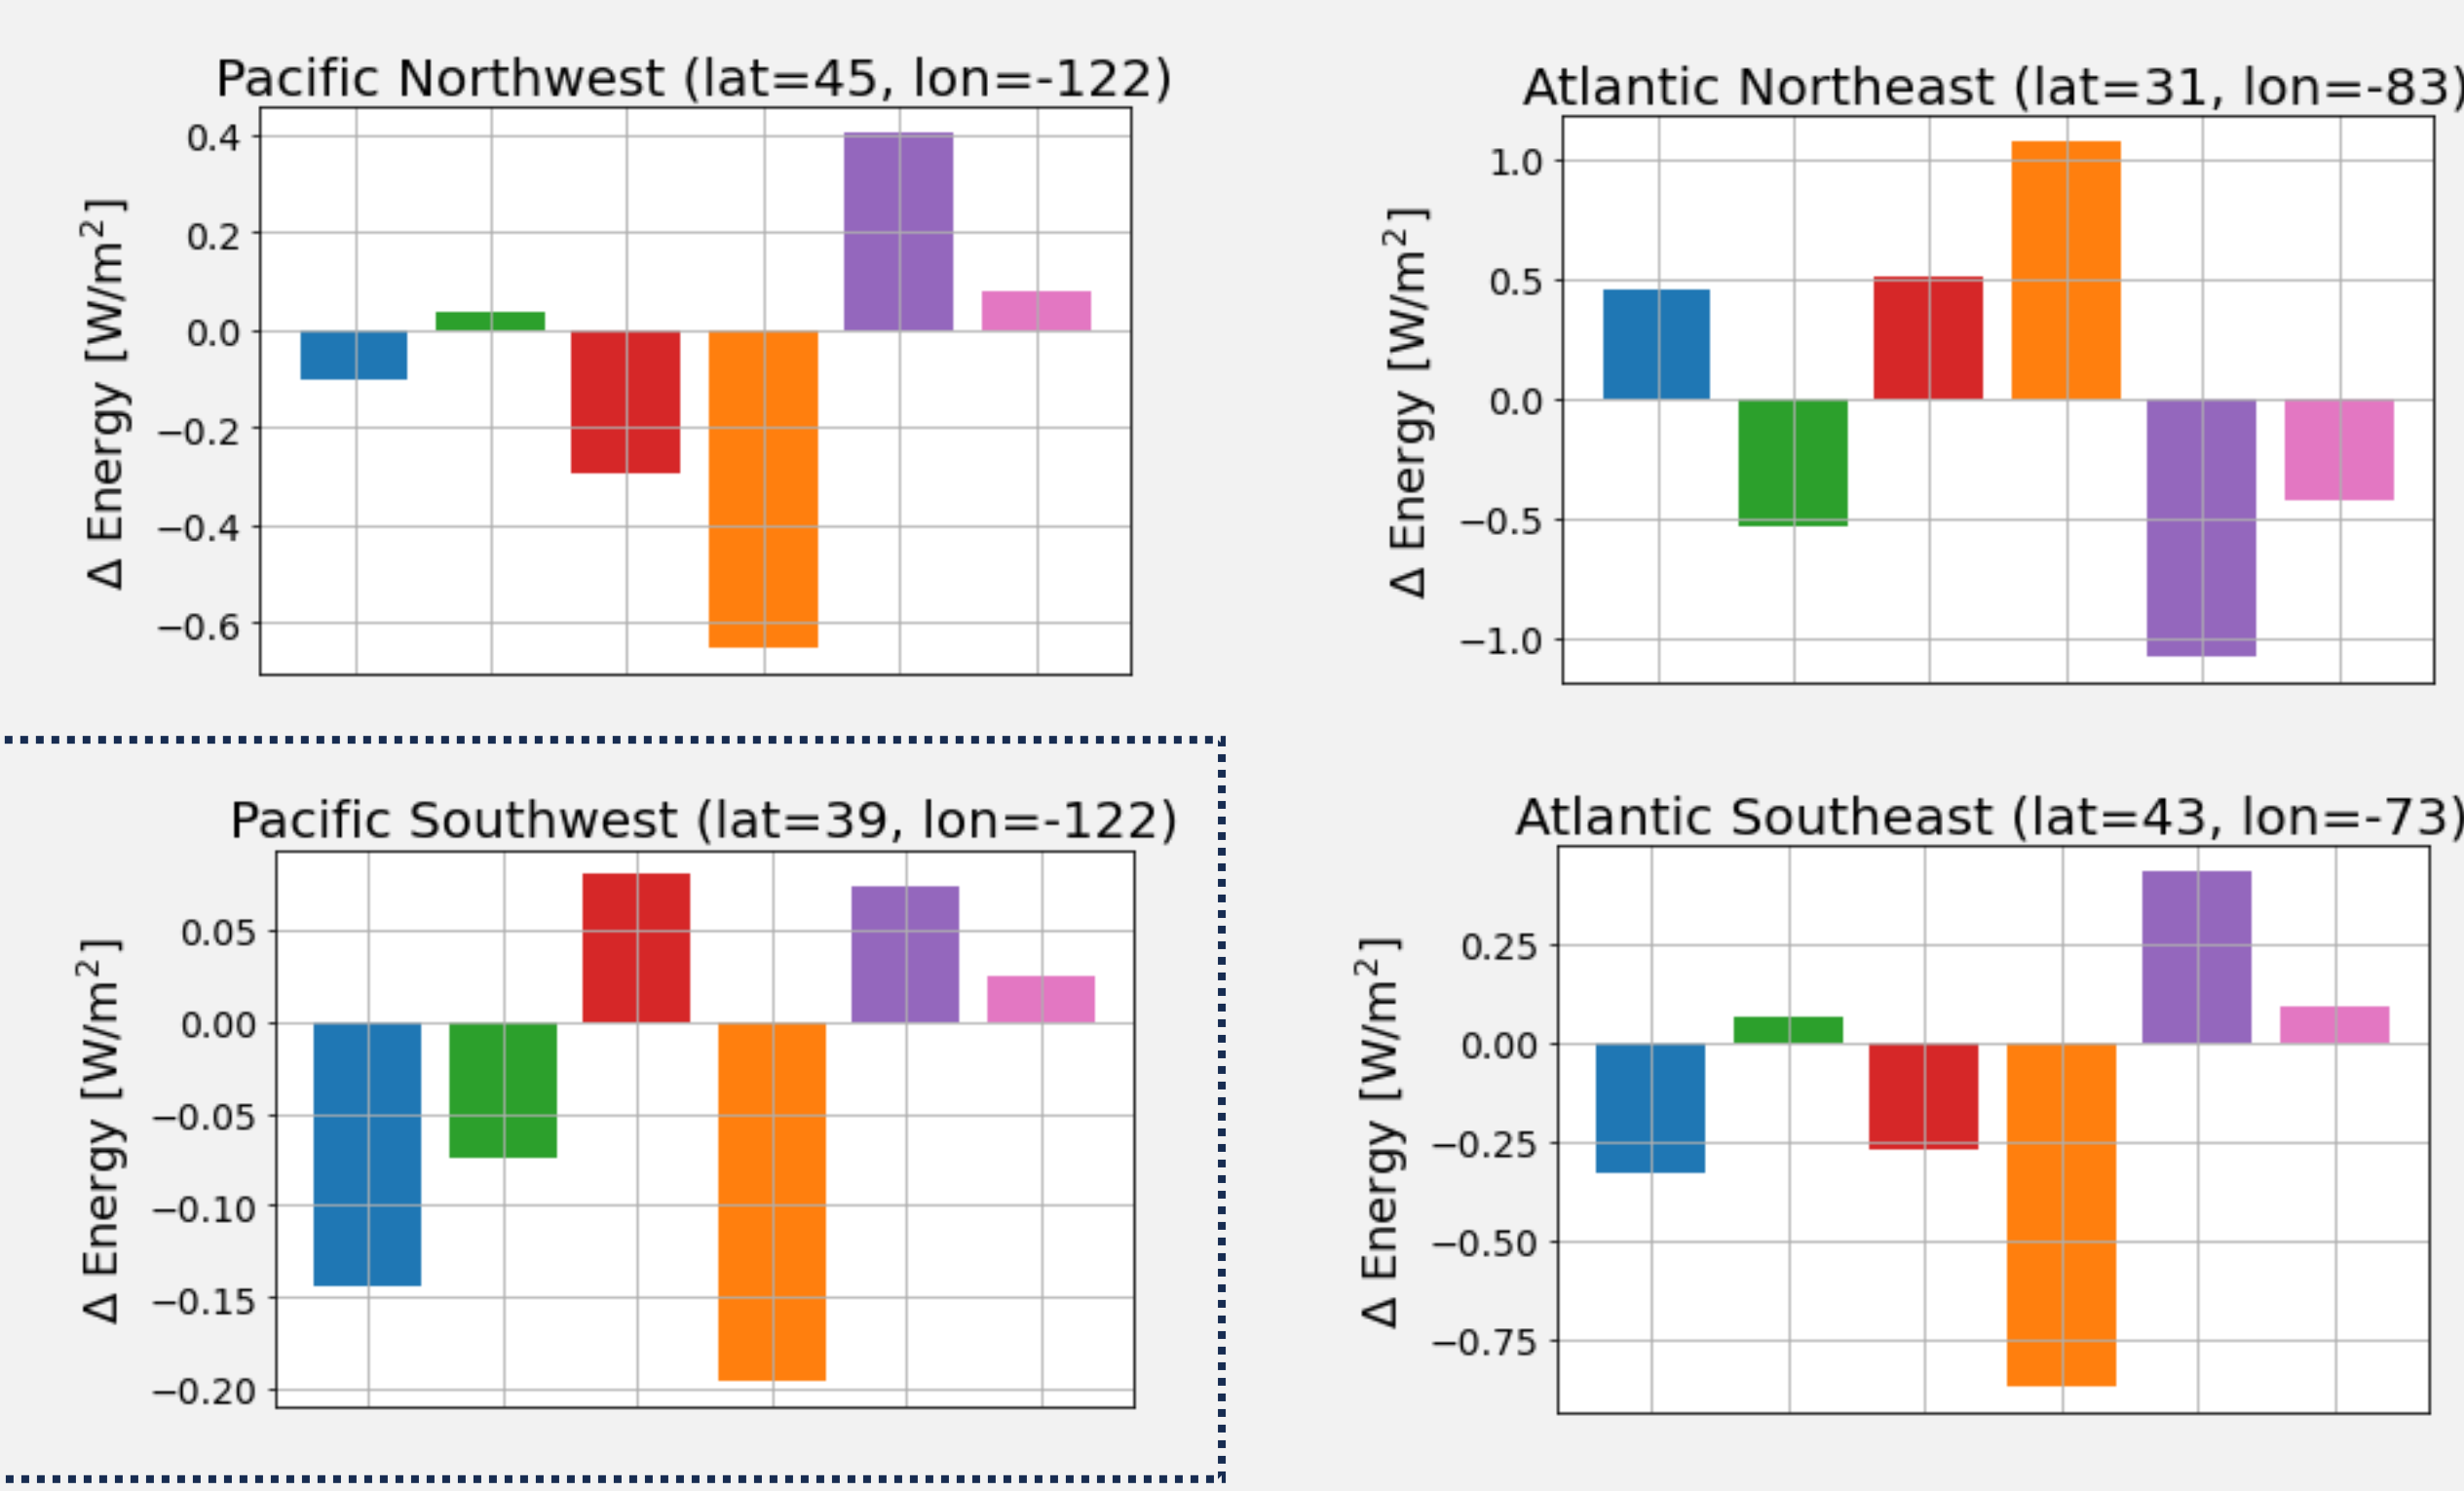 Pacific Northwest (lat=45, lon=-122)
Δ Energy [W/m²]
0.4
0.2
0.0
−0.2
−0.4
−0.6
Atlantic Northeast (lat=31, lon=-83)
Δ Energy [W/m²]
1.0
0.5
0.0
−0.5
−1.0
Pacific Southwest (lat=39, lon=-122)
Δ Energy [W/m²]
0.05
0.00
−0.05
−0.10
−0.15
−0.20
Atlantic Southeast (lat=43, lon=-73)
Δ Energy [W/m²]
0.25
0.00
−0.25
−0.50
−0.75